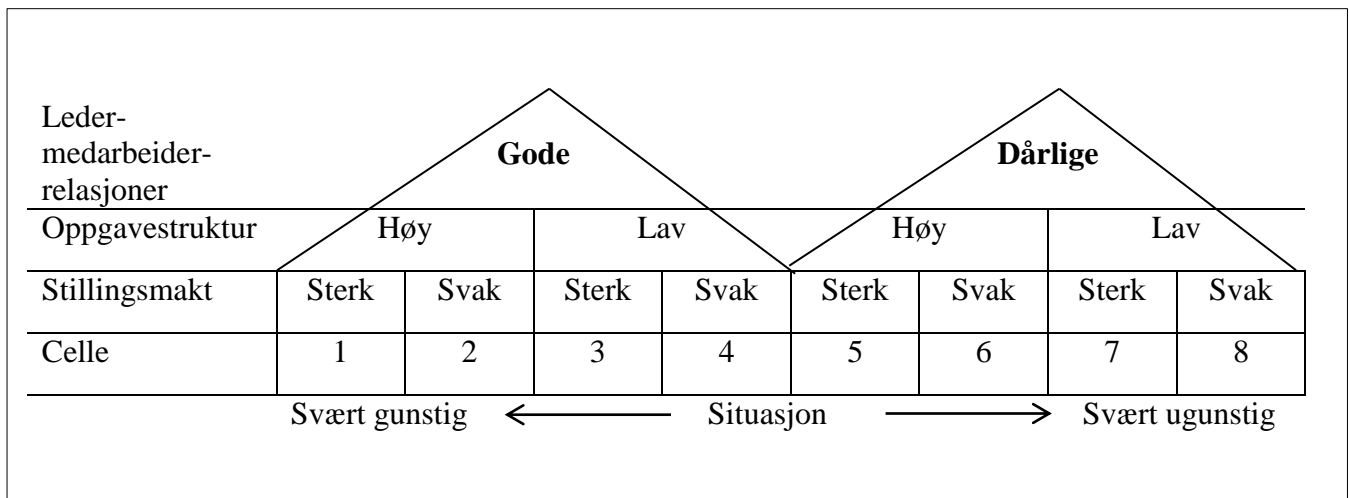 Leder-
medarbeider-
relasjoner
Gode Dårlige
Oppgavestruktur Høy Lav Høy Lav
Stillingsmakt Sterk Svak Sterk Svak Sterk Svak Sterk Svak
Celle 1 2 3 4 5 6 7 8
Svært gunstig Situasjon Svært ugunstig